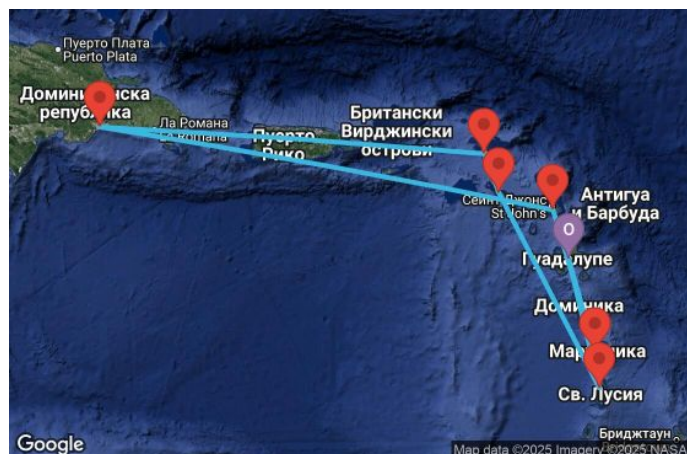 Пуерто Плата
Puerto Plata
Доминиканска
република
Ла Романа
La Romana
Пуерто
Рико
Британски
Вирджински
острови
Сейнт Джонс
St John's
Антигуа
и Барбуда
O
Гуадалупе
Доминика
Мартиника
Св. Лусия
Бриджтаун
Google
Map data ©2025 Imagery ©2025 NASA